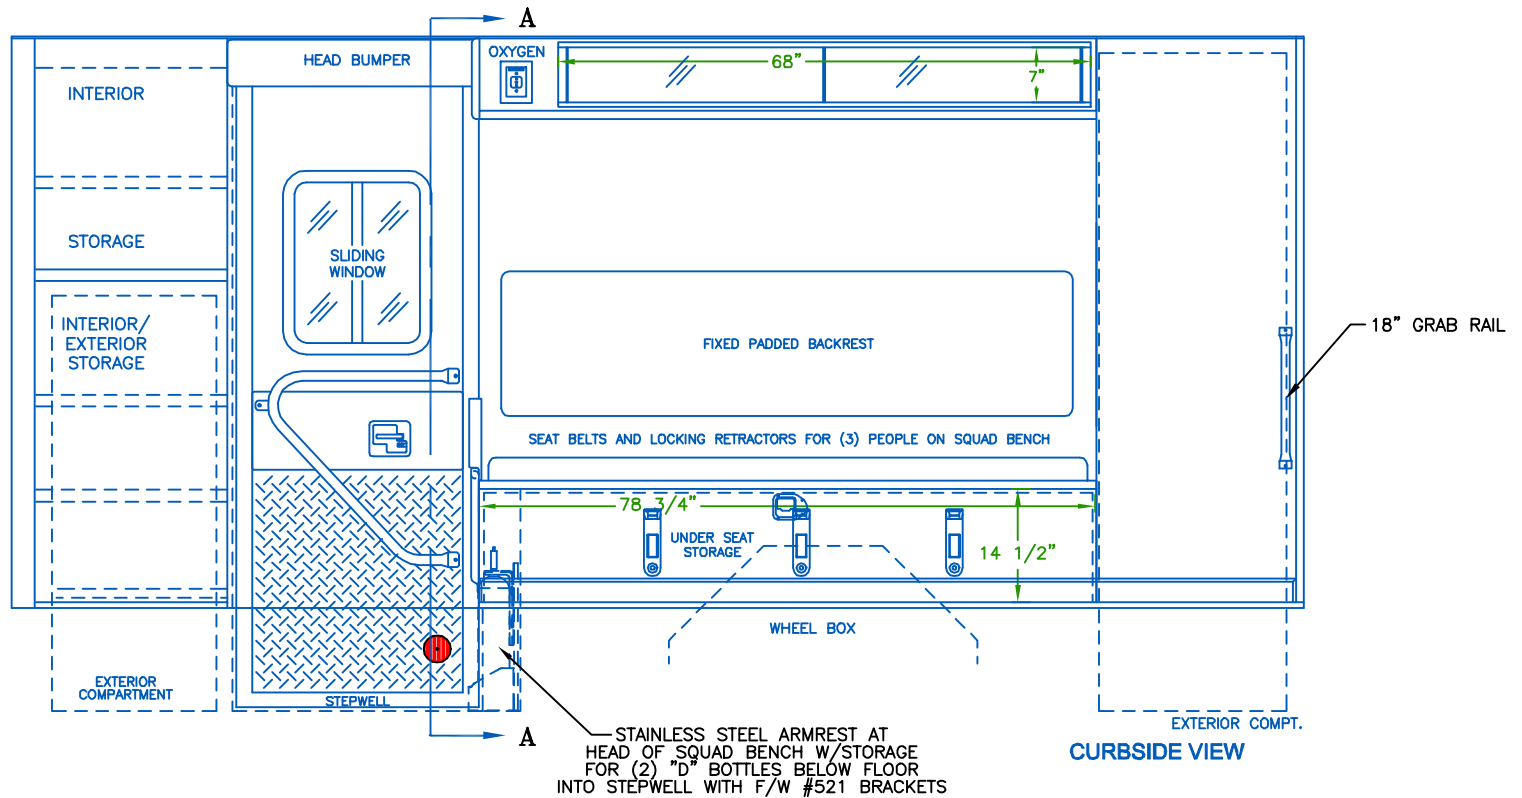 A
HEAD BUMPER
OXYGEN
68"
7"
INTERIOR
STORAGE
SLIDING
WINDOW
INTERIOR/
EXTERIOR
STORAGE
FIXED PADDED BACKREST
18" GRAB RAIL
SEAT BELTS AND LOCKING RETRACTORS FOR (3) PEOPLE ON SQUAD BENCH
78 3/4"
UNDER SEAT
STORAGE
14 1/2"
WHEEL BOX
EXTERIOR
COMPARTMENT
STEPWELL
EXTERIOR COMPT.
A
STAINLESS STEEL ARMREST AT
HEAD OF SQUAD BENCH W/STORAGE
FOR (2) "D" BOTTLES BELOW FLOOR
INTO STEPWELL WITH F/W #521 BRACKETS
CURBSIDE VIEW